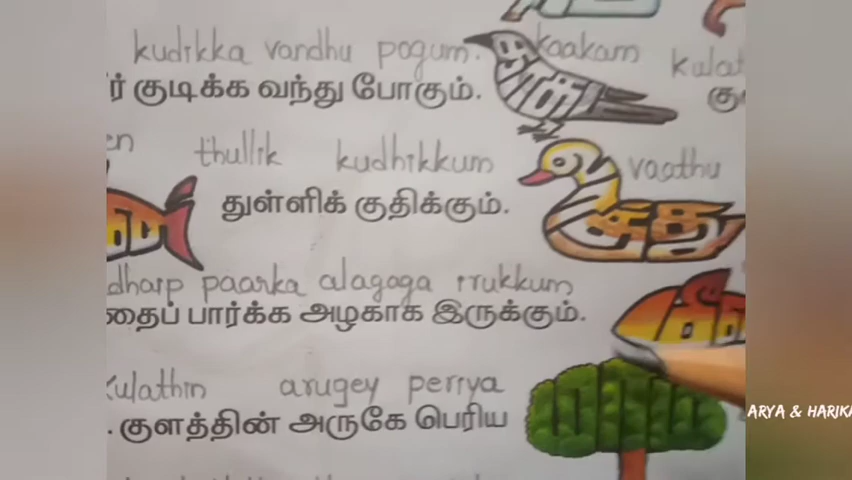 kudikka vandhu pogum. kaakam
குடிக்க வந்து போகும்.
thullik kudhikkum vaathu
துள்ளிக் குதிக்கும்.
paarka alagaga irukkum
பார்க்க அழகாக இருக்கும்.
kulathin arugey periya
குளத்தின் அருகே பெரிய
ARYA & HARIKA